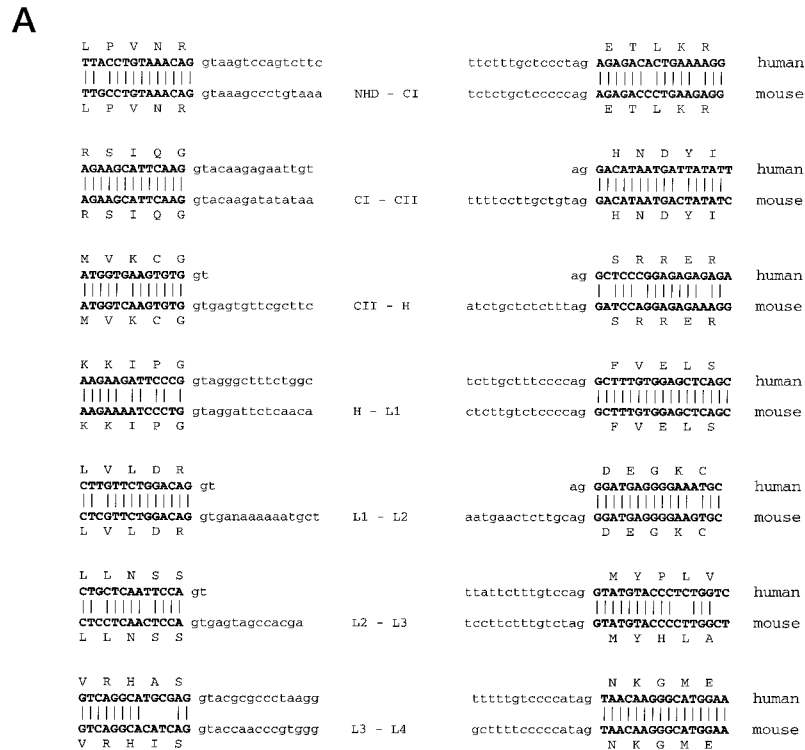 A
L P V N R E T L K R
TTACCTGTAAACAG gtaagtccagtcttc ttctttgctccctag AGAGACACTGAAAAGG human
TTGCCTGTAAACAG gtaaagccctgtaaa NHD - CI tctctgctcccccag AGAGACCCTGAAGAGG mouse
L P V N R E T L K R
R S I Q G H N D Y I
AGAAGCATTCAAG gtacaagagaattgt ag GACATAATGATTATATT human
AGAAGCATTCAAG gtacaagatatataa CI - CII ttttccttgctgtag GACATAATGACTATATC mouse
R S I Q G H N D Y I
M V K C G S R R E R
ATGGTGAAGTGTG gt ag GCTCCCGGAGAGAGAGA human
ATGGTCAAGTGTG gtgagtgttcgcttc CII - H atctgctctctttag GATCCAGGAGAGAAAGG mouse
M V K C G S R R E R
K K I P G F V E L S
AAGAAGATTCCCG gtagggctttctggc tcttgctttccccag GCTTTGTGGAGCTCAGC human
AAGAAAATCCCTG gtaggattctcaaca H - L1 ctcttgtctccccag GCTTTGTGGAGCTCAGC mouse
K K I P G F V E L S
L V L D R D E G K C
CTTGTTCTGGACAG gt ag GGATGAGGGGAAATGC human
CTCGTTCTGGACAG gtganaaaaaatgct L1 - L2 aatgaactcttgcag GGATGAGGGGAAGTGC mouse
L V L D R D E G K C
L L N S S M Y P L V
CTGCTCAATTCCA gt ttattctttgtccag GTATGTACCCTCTGGTC human
CTCCTCAACTCCA gtgagtagccacga L2 - L3 tccttctttgtctag GTATGTACCCCTTGGCT mouse
L L N S S M Y H L A
V R H A S N K G M E
GTCAGGCATGCGAG gtacgcgccctaagg tttttgtccccatag TAACAAGGGCATGGAA human
GTCAGGCACATCAG gtaccaacccgtggg L3 - L4 gcttttcccccatag TAACAAGGGCATGGAA mouse
V R H I S N K G M E